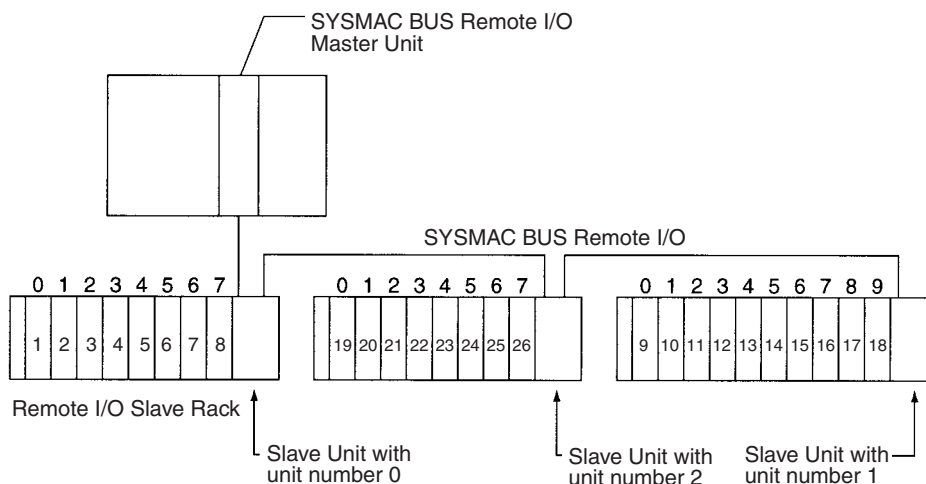 SYSMAC BUS Remote I/O
Master Unit
SYSMAC BUS Remote I/O
0 1 2 3 4 5 6 7
0 1 2 3 4 5 6 7
0 1 2 3 4 5 6 7 8 9
1 2 3 4 5 6 7 8
19 20 21 22 23 24 25 26
9 10 11 12 13 14 15 16 17 18
Remote I/O Slave Rack
Slave Unit with
unit number 0
Slave Unit with
unit number 2
Slave Unit with
unit number 1